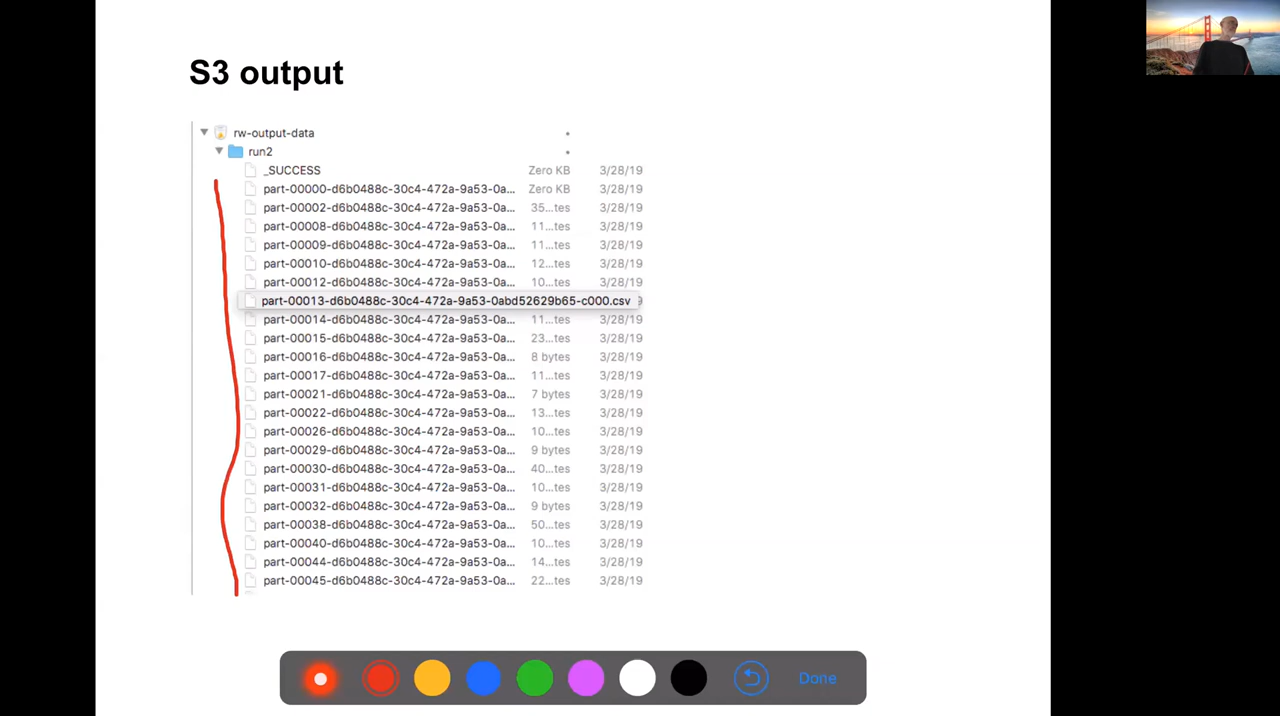 S3 output
rw-output-data
run2
_SUCCESS Zero KB 3/28/19
part-00000-d6b0488c-30c4-472a-9a53-0a... Zero KB 3/28/19
part-00002-d6b0488c-30c4-472a-9a53-0a... 35...tes 3/28/19
part-00008-d6b0488c-30c4-472a-9a53-0a... 11...tes 3/28/19
part-00009-d6b0488c-30c4-472a-9a53-0a... 11...tes 3/28/19
part-00010-d6b0488c-30c4-472a-9a53-0a... 12...tes 3/28/19
part-00012-d6b0488c-30c4-472a-9a53-0a... 10...tes 3/28/19
part-00013-d6b0488c-30c4-472a-9a53-0abd52629b65-c000.csv 9
part-00014-d6b0488c-30c4-472a-9a53-0a... 11...tes 3/28/19
part-00015-d6b0488c-30c4-472a-9a53-0a... 23...tes 3/28/19
part-00016-d6b0488c-30c4-472a-9a53-0a... 8 bytes 3/28/19
part-00017-d6b0488c-30c4-472a-9a53-0a... 11...tes 3/28/19
part-00021-d6b0488c-30c4-472a-9a53-0a... 7 bytes 3/28/19
part-00022-d6b0488c-30c4-472a-9a53-0a... 13...tes 3/28/19
part-00026-d6b0488c-30c4-472a-9a53-0a... 10...tes 3/28/19
part-00029-d6b0488c-30c4-472a-9a53-0a... 9 bytes 3/28/19
part-00030-d6b0488c-30c4-472a-9a53-0a... 40...tes 3/28/19
part-00031-d6b0488c-30c4-472a-9a53-0a... 10...tes 3/28/19
part-00032-d6b0488c-30c4-472a-9a53-0a... 9 bytes 3/28/19
part-00038-d6b0488c-30c4-472a-9a53-0a... 50...tes 3/28/19
part-00040-d6b0488c-30c4-472a-9a53-0a... 10...tes 3/28/19
part-00044-d6b0488c-30c4-472a-9a53-0a... 14...tes 3/28/19
part-00045-d6b0488c-30c4-472a-9a53-0a... 22...tes 3/28/19
Done